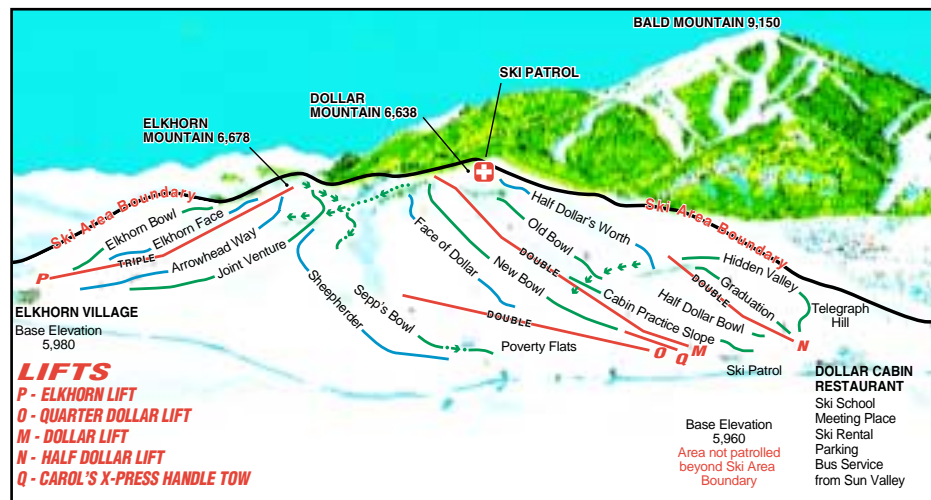 BALD MOUNTAIN 9,150
SKI PATROL
DOLLAR
MOUNTAIN 6,638
ELKHORN
MOUNTAIN 6,678
Ski Area Boundary
Elkhorn Bowl
Elkhorn Face
TRIPLE
Arrowhead Way
Joint Venture
P
Sheepherder
Sepp's Bowl
Face of Dollar
New Bowl
DOUBLE
DOUBLE
Old Bowl
Half Dollar's Worth
Ski Area Boundary
Hidden Valley
Graduation
DOUBLE
Telegraph
Hill
Cabin Practice Slope
Half Dollar Bowl
Poverty Flats
O
Q
M
N
Ski Patrol
ELKHORN VILLAGE
Base Elevation
5,980
LIFTS
P - ELKHORN LIFT
O - QUARTER DOLLAR LIFT
M - DOLLAR LIFT
N - HALF DOLLAR LIFT
Q - CAROL'S X-PRESS HANDLE TOW
Base Elevation
5,960
Area not patrolled
beyond Ski Area
Boundary
DOLLAR CABIN
RESTAURANT
Ski School
Meeting Place
Ski Rental
Parking
Bus Service
from Sun Valley